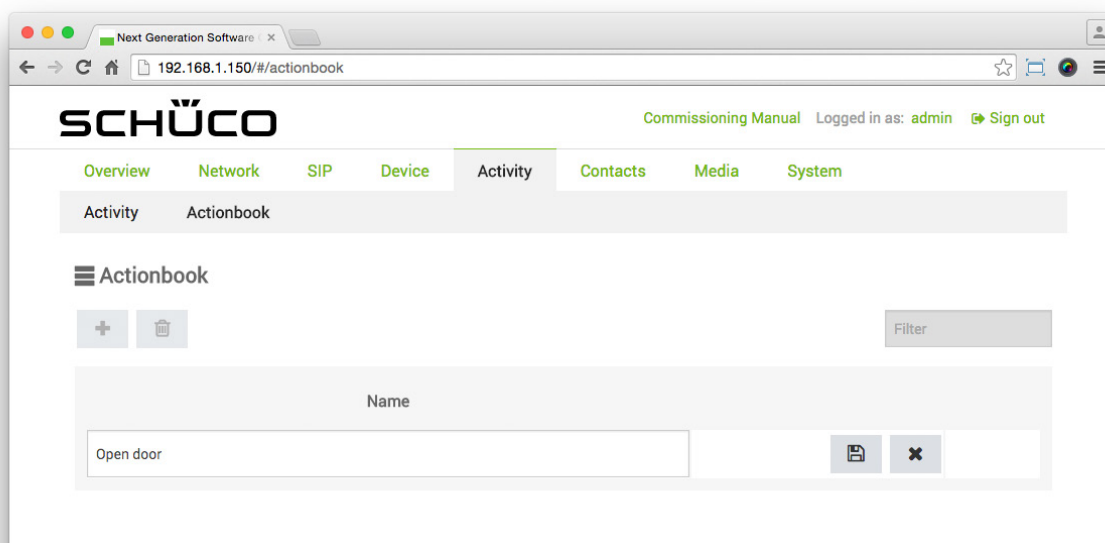 Next Generation Software
192.168.1.150/#/actionbook
SCHÜCO
Commissioning Manual Logged in as: admin Sign out
Overview Network SIP Device Activity Contacts Media System
Activity Actionbook
Actionbook
Filter
Name
Open door